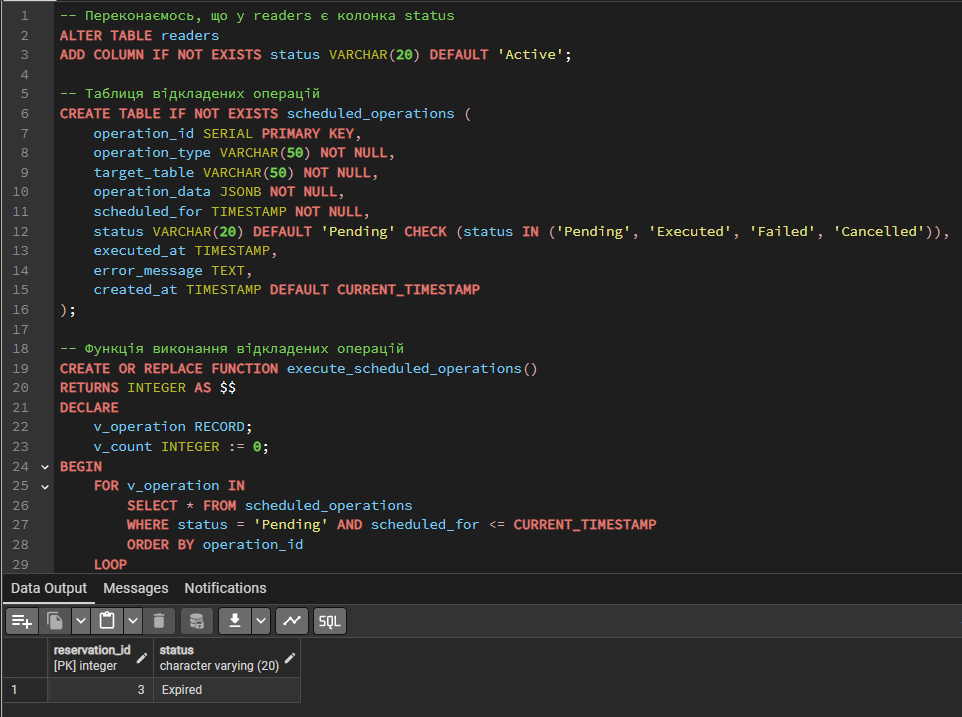 1 -- Переконаємось, що у readers є колонка status
2 ALTER TABLE readers
3 ADD COLUMN IF NOT EXISTS status VARCHAR(20) DEFAULT 'Active';
4
5 -- Таблиця відкладених операцій
6 CREATE TABLE IF NOT EXISTS scheduled_operations (
7 operation_id SERIAL PRIMARY KEY,
8 operation_type VARCHAR(50) NOT NULL,
9 target_table VARCHAR(50) NOT NULL,
10 operation_data JSONB NOT NULL,
11 scheduled_for TIMESTAMP NOT NULL,
12 status VARCHAR(20) DEFAULT 'Pending' CHECK (status IN ('Pending', 'Executed', 'Failed', 'Cancelled')),
13 executed_at TIMESTAMP,
14 error_message TEXT,
15 created_at TIMESTAMP DEFAULT CURRENT_TIMESTAMP
16 );
17
18 -- Функція виконання відкладених операцій
19 CREATE OR REPLACE FUNCTION execute_scheduled_operations()
20 RETURNS INTEGER AS $$
21 DECLARE
22 v_operation RECORD;
23 v_count INTEGER := 0;
24 BEGIN
25 FOR v_operation IN
26 SELECT * FROM scheduled_operations
27 WHERE status = 'Pending' AND scheduled_for <= CURRENT_TIMESTAMP
28 ORDER BY operation_id
29 LOOP
Data Output Messages Notifications
SQL
reservation_id status
[PK] integer character varying (20)
1 3 Expired